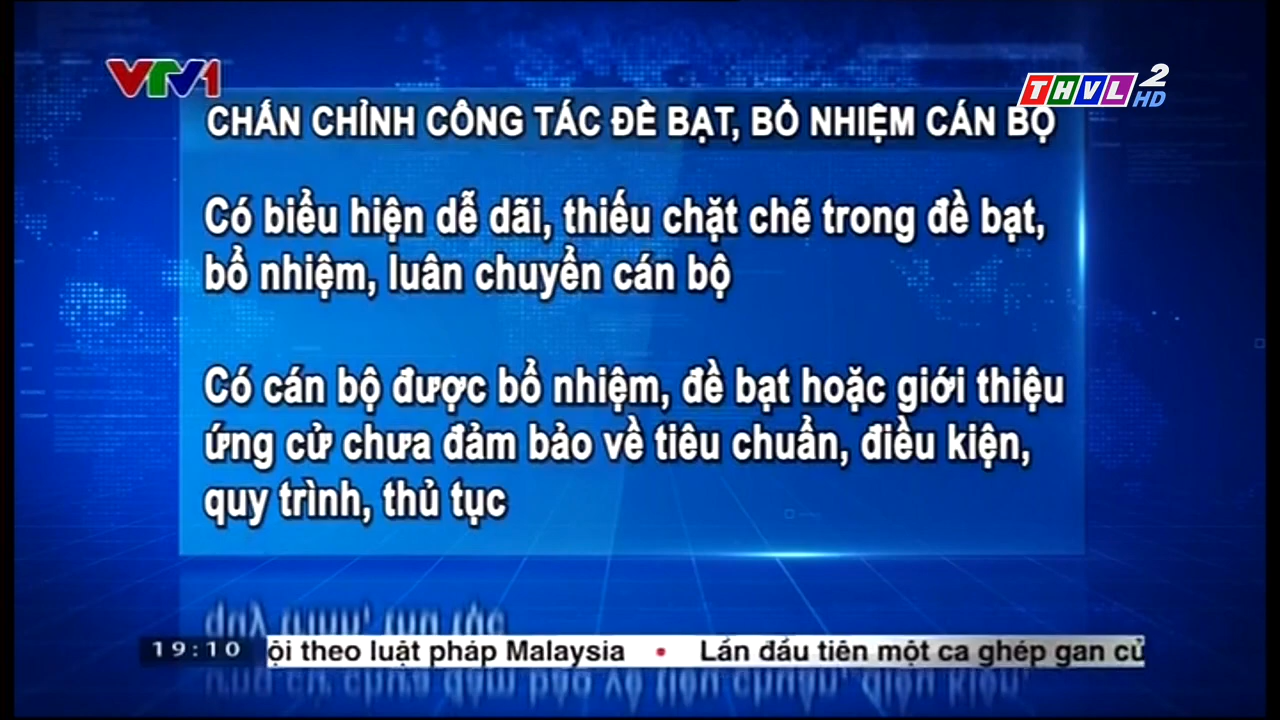 VTV1
THVL 2 HD
CHẤN CHỈNH CÔNG TÁC ĐỀ BẠT, BỔ NHIỆM CÁN BỘ
Có biểu hiện dễ dãi, thiếu chặt chẽ trong đề bạt,
bổ nhiệm, luân chuyển cán bộ
Có cán bộ được bổ nhiệm, đề bạt hoặc giới thiệu
ứng cử chưa đảm bảo về tiêu chuẩn, điều kiện,
quy trình, thủ tục
19:10 ội theo luật pháp Malaysia • Lần đầu tiên một ca ghép gan củ